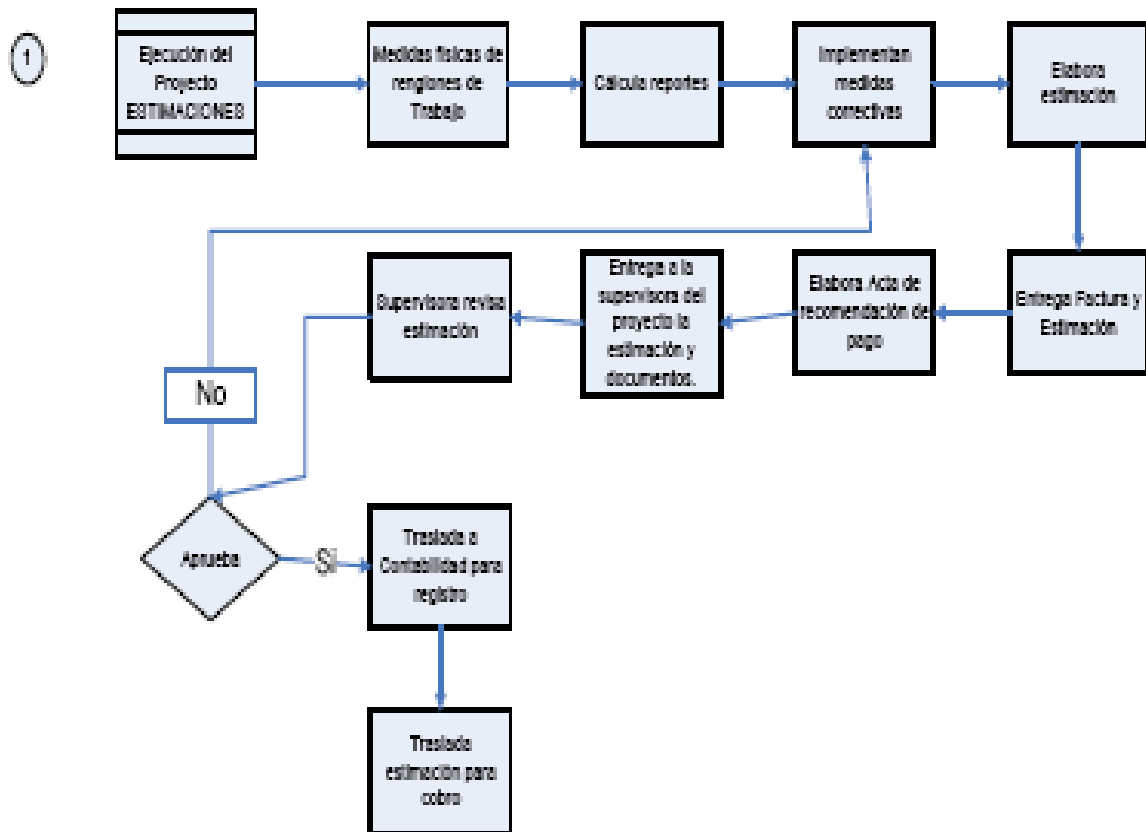 1
Ejecución del
Proyecto
ESTIMACIONES
Medidas físicas de
renglones de
Trabajo
Cálcula reportes
Implementan
medidas
correctivas
Elabora
estimación
Supervisora revisa
estimación
Entrega a la
supervisora del
proyecto la
estimación y
documentos.
Elabora Acta de
recomendación de
pago
Entrega Factura y
Estimación
No
Aprueba
Si
Traslada a
Contabilidad para
registro
Traslada
estimación para
cobro